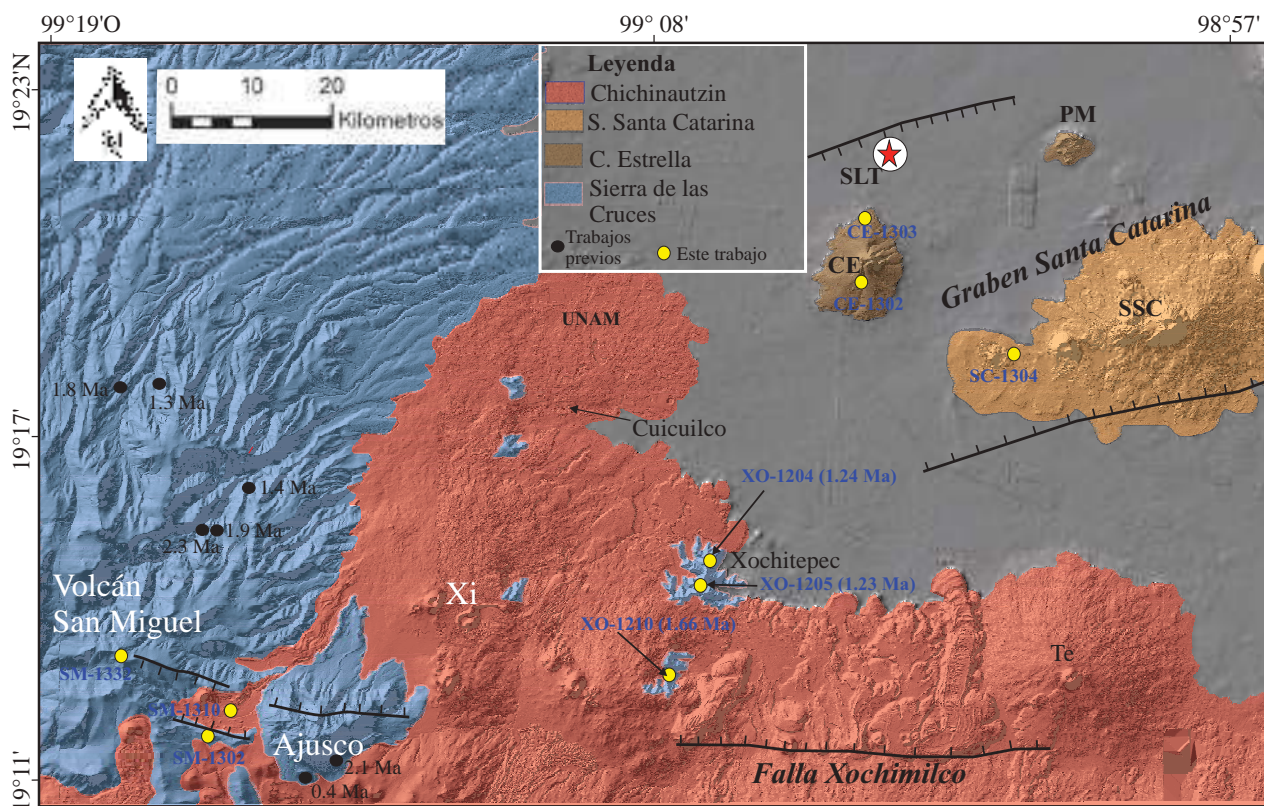 99°19'O
99° 08'
98°57
19°23'N
0 10 20
Kilometros
Leyenda
Chichinautzin
S. Santa Catarina
C. Estrella
Sierra de las
Cruces
Trabajos
previos
Este trabajo
PM
SLT
CE-1303
CE
CE-1302
Graben Santa Catarina
SSC
SC-1304
UNAM
1.8 Ma
1.3 Ma
19°17'
Cuicuilco
XO-1204 (1.24 Ma)
1.4 Ma
1.9 Ma
2.3 Ma
Xochitepec
XO-1205 (1.23 Ma)
Volcán
San Miguel
Xi
XO-1210 (1.66 Ma)
Te
SM-1332
SM-1310
SM-1302
Ajusco
2.1 Ma
0.4 Ma
Falla Xochimilco
19°11'